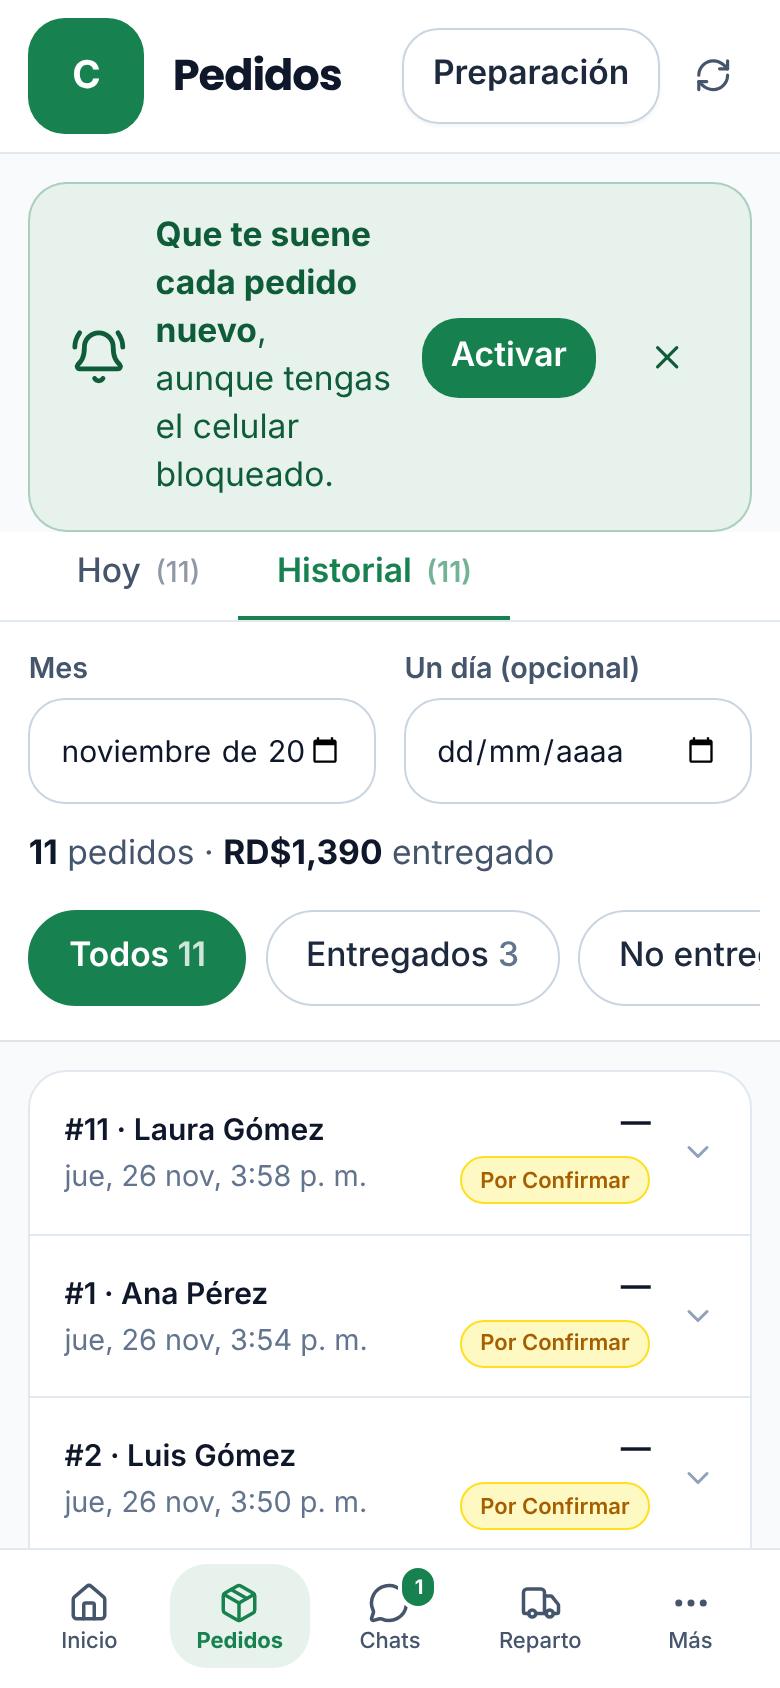 C Pedidos Preparación
Que te suene
cada pedido
nuevo,
aunque tengas
el celular
bloqueado.
Activar
Hoy (11) Historial (11)
Mes Un día (opcional)
noviembre de 20 dd/mm/aaaa
11 pedidos · RD$1,390 entregado
Todos 11 Entregados 3 No entreg
#11 · Laura Gómez —
jue, 26 nov, 3:58 p. m. Por Confirmar
#1 · Ana Pérez —
jue, 26 nov, 3:54 p. m. Por Confirmar
#2 · Luis Gómez —
jue, 26 nov, 3:50 p. m. Por Confirmar
1
Inicio Pedidos Chats Reparto Más